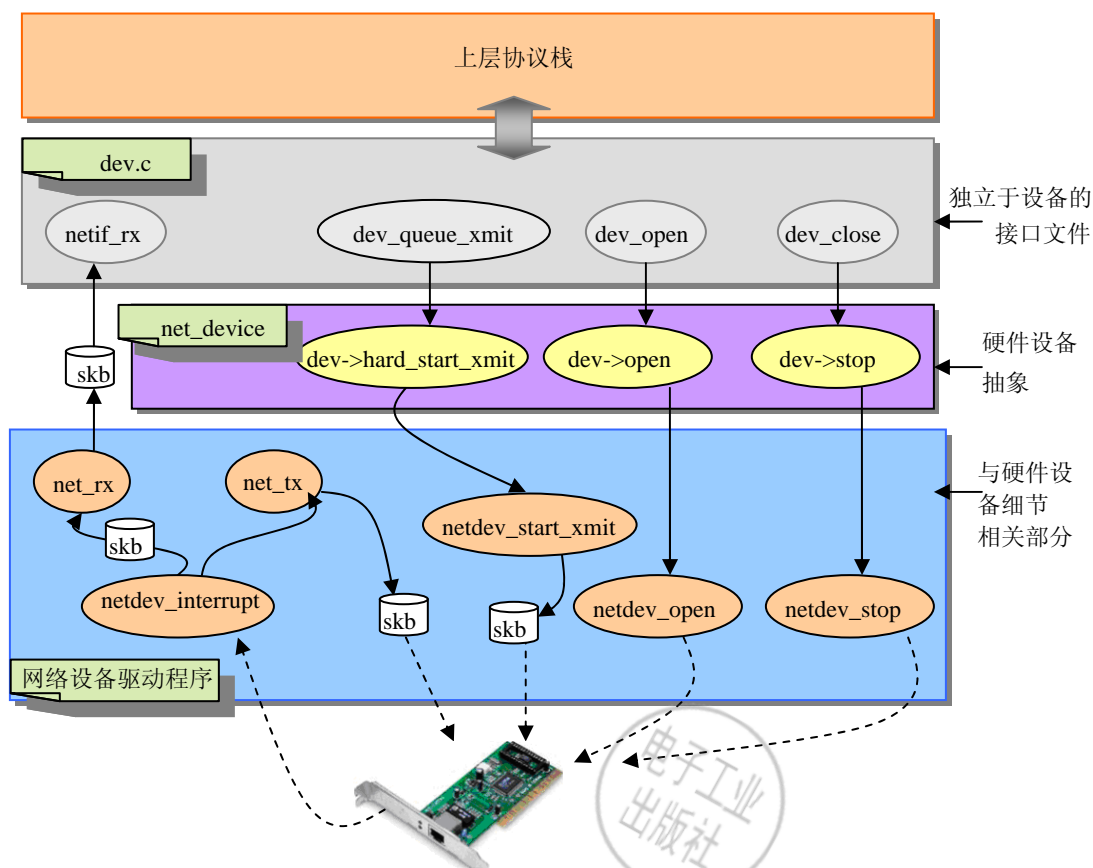 上层协议栈
dev.c
netif_rx
dev_queue_xmit
dev_open
dev_close
独立于设备的
接口文件
net_device
skb
dev->hard_start_xmit
dev->open
dev->stop
硬件设备
抽象
net_rx
net_tx
skb
netdev_start_xmit
与硬件设
备细节
相关部分
netdev_interrupt
skb
skb
netdev_open
netdev_stop
网络设备驱动程序
电子工业
出版社